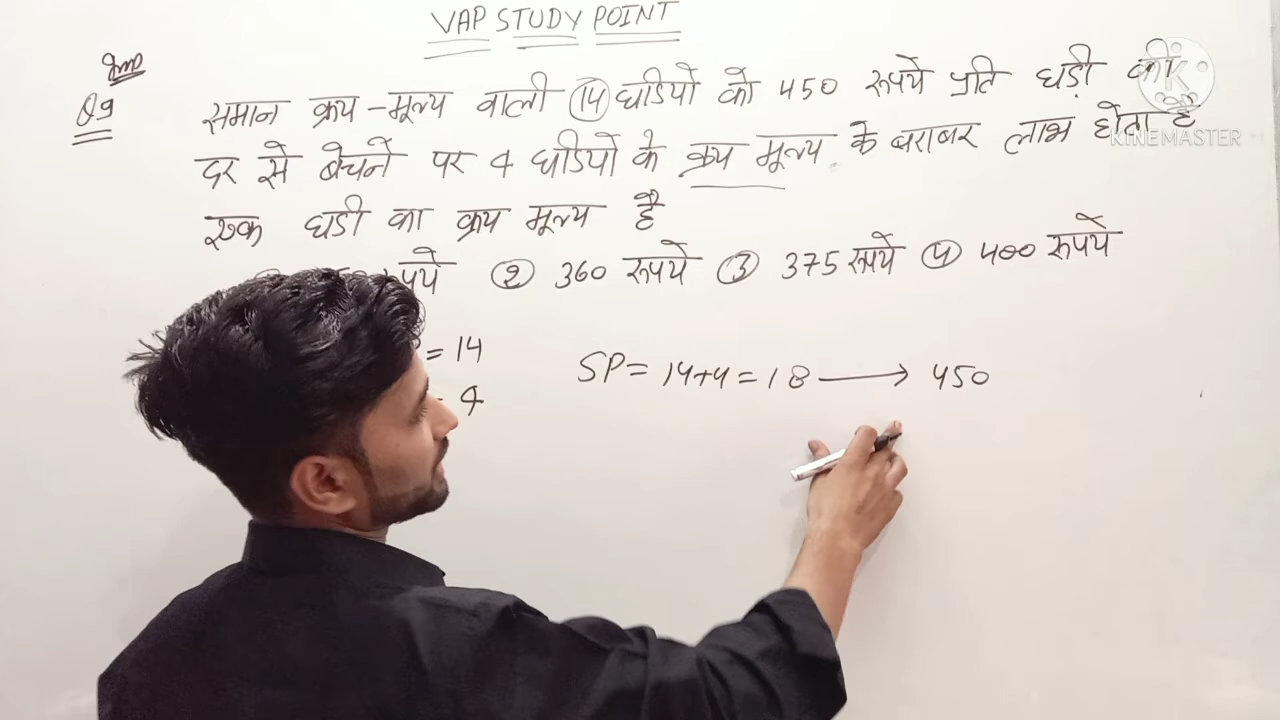 VAP STUDY POINT
Imp
Q9 समान क्रय-मूल्य वाली 14 घडियो को 450 रूपये प्रति घड़ी की
दर से बेचने पर 4 घडियों के क्रय मूल्य के बराबर लाभ होता है
एक घडी का क्रय मूल्य है
② 360 रूपये ③ 375 रूपये ④ 400 रूपये
= 14
SP = 14+4 = 18 → 450
4
KINEMASTER